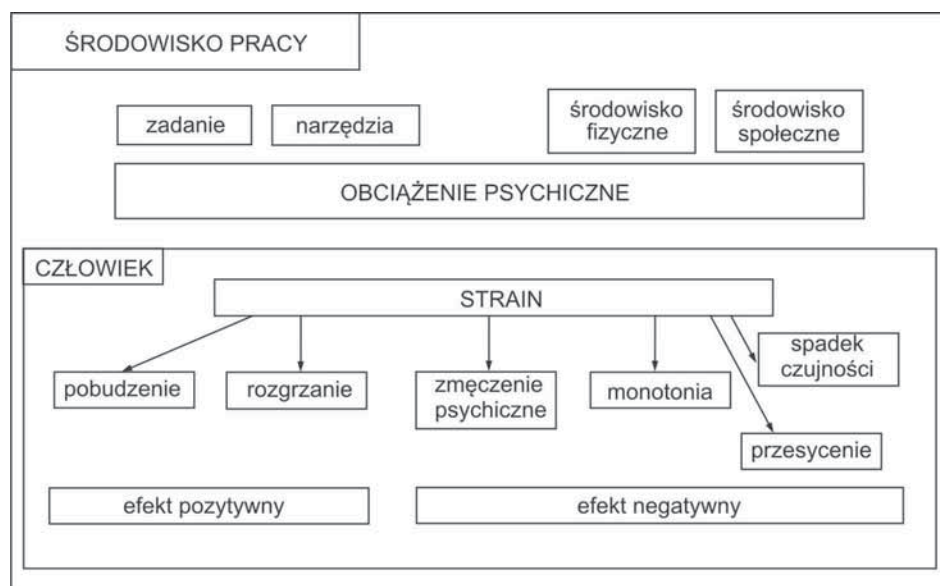 ŚRODOWISKO PRACY
zadanie
narzędzia
środowisko
fizyczne
środowisko
społeczne
OBCIĄŻENIE PSYCHICZNE
CZŁOWIEK
STRAIN
pobudzenie
rozgrzanie
zmęczenie
psychiczne
monotonia
spadek
czujności
przesycenie
efekt pozytywny
efekt negatywny